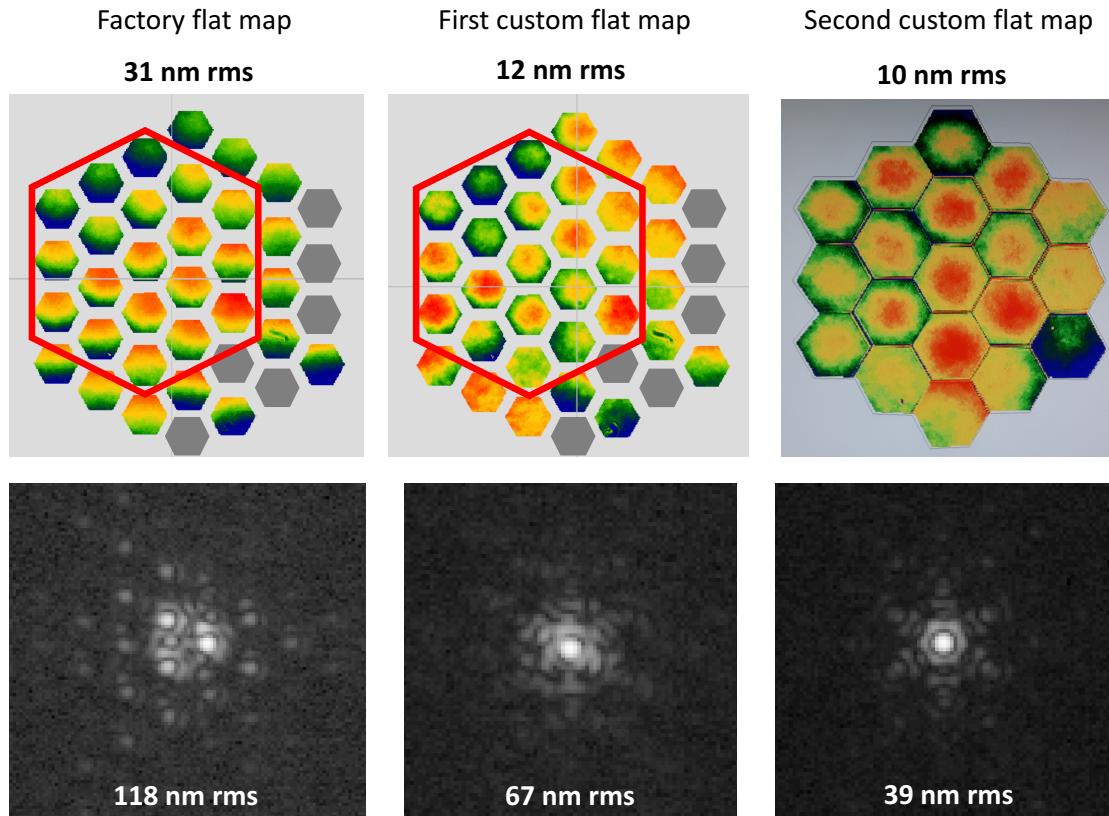 Factory flat map
First custom flat map
Second custom flat map
31 nm rms
12 nm rms
10 nm rms
118 nm rms
67 nm rms
39 nm rms